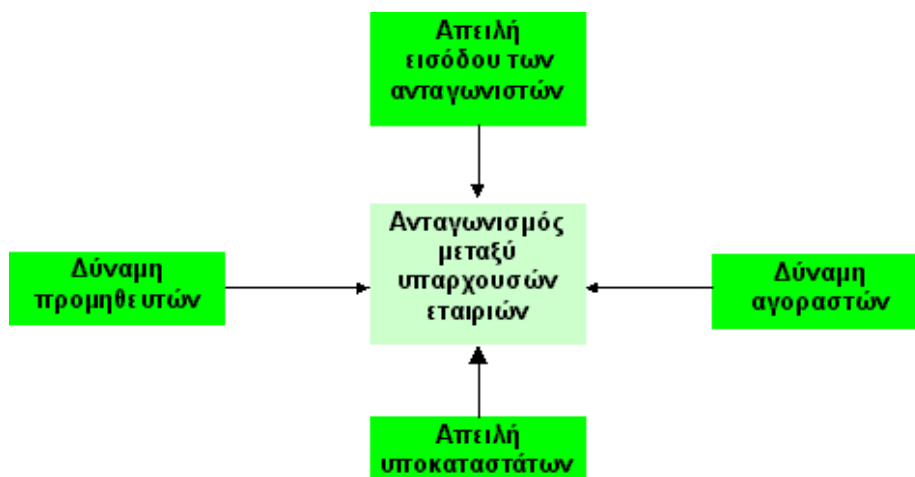 Απειλή
εισόδου των
ανταγωνιστών
Ανταγωνισμός
μεταξύ
υπαρχουσών
εταιριών
Δύναμη
προμηθευτών
Δύναμη
αγοραστών
Απειλή
υποκαταστάτων